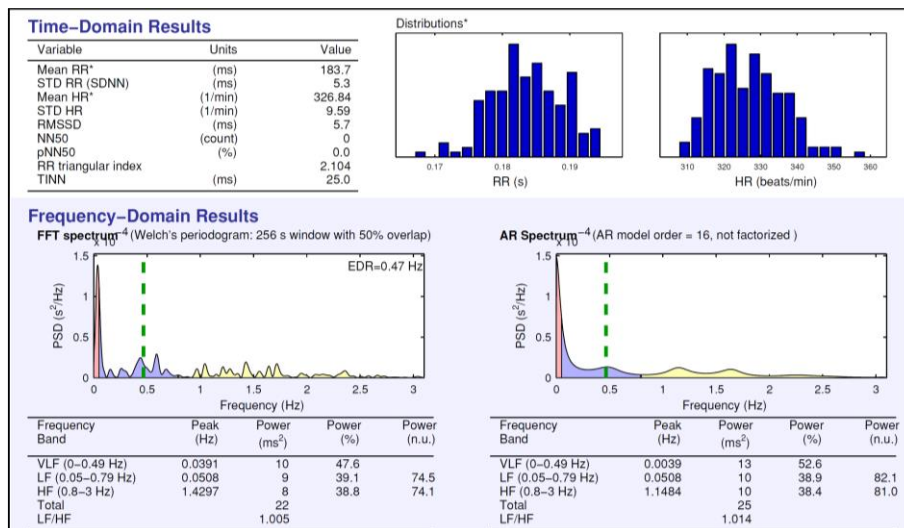 Time−Domain Results
Variable Units Value
Mean RR* (ms) 183.7
STD RR (SDNN) (ms) 5.3
Mean HR* (1/min) 326.84
STD HR (1/min) 9.59
RMSSD (ms) 5.7
NN50 (count) 0
pNN50 (%) 0.0
RR triangular index 2.104
TINN (ms) 25.0
Distributions*
0.17 0.18 0.19
RR (s)
310 320 330 340 350 360
HR (beats/min)
Frequency−Domain Results
FFT spectrum (Welch's periodogram: 256 s window with 50% overlap)
x 10−4
EDR=0.47 Hz
1.5
1
0.5
0
PSD (s²/Hz)
0 0.5 1 1.5 2 2.5 3
Frequency (Hz)
Frequency Peak Power Power Power
Band (Hz) (ms²) (%) (n.u.)
VLF (0−0.49 Hz) 0.0391 10 47.6
LF (0.05−0.79 Hz) 0.0508 9 39.1 74.5
HF (0.8−3 Hz) 1.4297 8 38.8 74.1
Total 22
LF/HF 1.005
AR Spectrum (AR model order = 16, not factorized )
x 10−4
1.5
1
0.5
0
PSD (s²/Hz)
0 0.5 1 1.5 2 2.5 3
Frequency (Hz)
Frequency Peak Power Power Power
Band (Hz) (ms²) (%) (n.u.)
VLF (0−0.49 Hz) 0.0039 13 52.6
LF (0.05−0.79 Hz) 0.0508 10 38.9 82.1
HF (0.8−3 Hz) 1.1484 10 38.4 81.0
Total 25
LF/HF 1.014